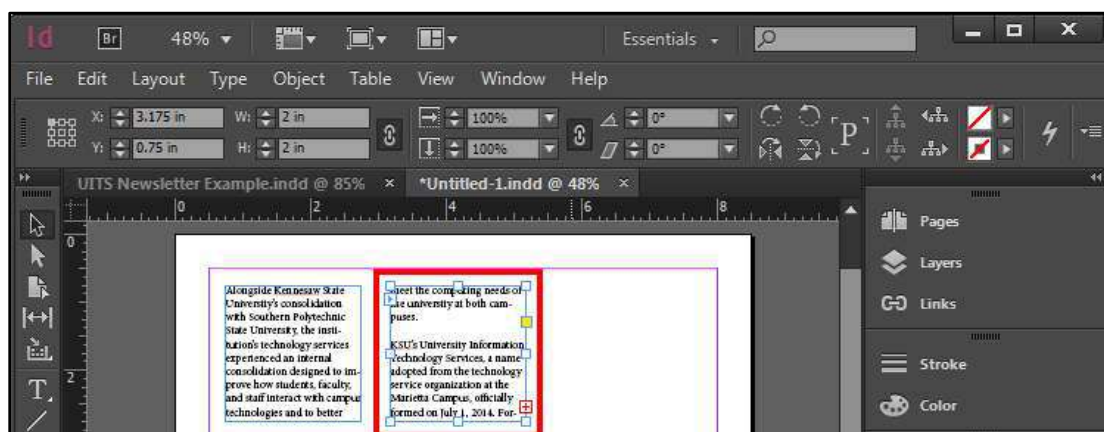 Id Br 48% Essentials
File Edit Layout Type Object Table View Window Help
X: 3.175 in W: 2 in 100% 0°
Y: 0.75 in H: 2 in 100% 0°
P
UITS Newsletter Example.indd @ 85% × *Untitled-1.indd @ 48% ×
0 2 4 6 8
0
2
T
Alongside Kennesaw State
University's consolidation
with Southern Polytechnic
State University, the insti-
tution's technology services
experienced an internal
consolidation designed to im-
prove how students, faculty,
and staff interact with campus
technologies and to better
meet the computing needs of
the university at both cam-
puses.
KSU's University Information
Technology Services, a name
adopted from the technology
service organization at the
Marietta Campus, officially
formed on July 1, 2014. For-
Pages
Layers
Links
Stroke
Color